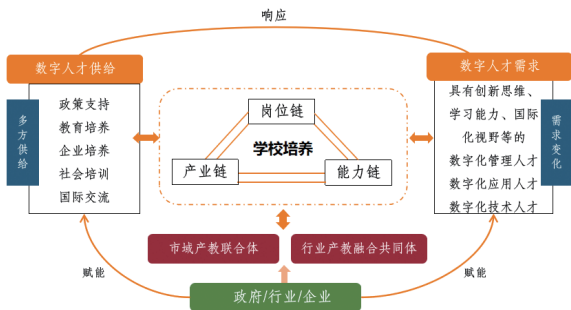 响应
数字人才供给
数字人才需求
多方供给
政策支持
教育培养
企业培养
社会培训
国际交流
岗位链
学校培养
产业链
能力链
具有创新思维、
学习能力、国际
化视野等的
数字化管理人才
数字化应用人才
数字化技术人才
需求变化
市域产教联合体
行业产教融合共同体
赋能
赋能
政府/行业/企业